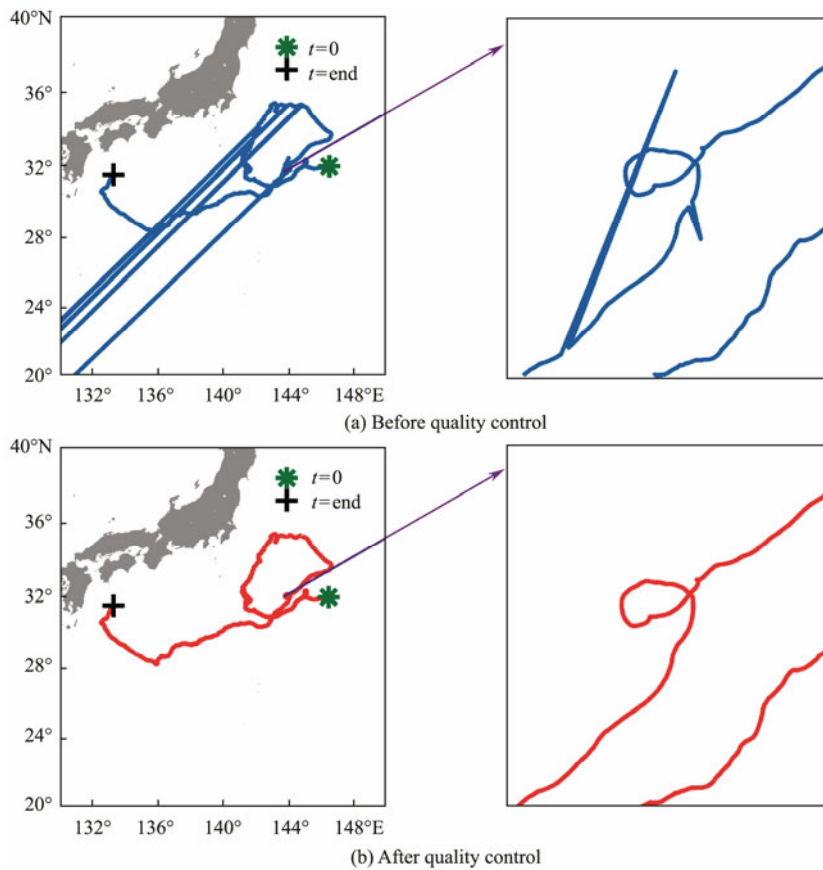 40°N
t=0
t=end
36°
32°
28°
24°
20°
132° 136° 140° 144° 148°E
(a) Before quality control
40°N
t=0
t=end
36°
32°
28°
24°
20°
132° 136° 140° 144° 148°E
(b) After quality control